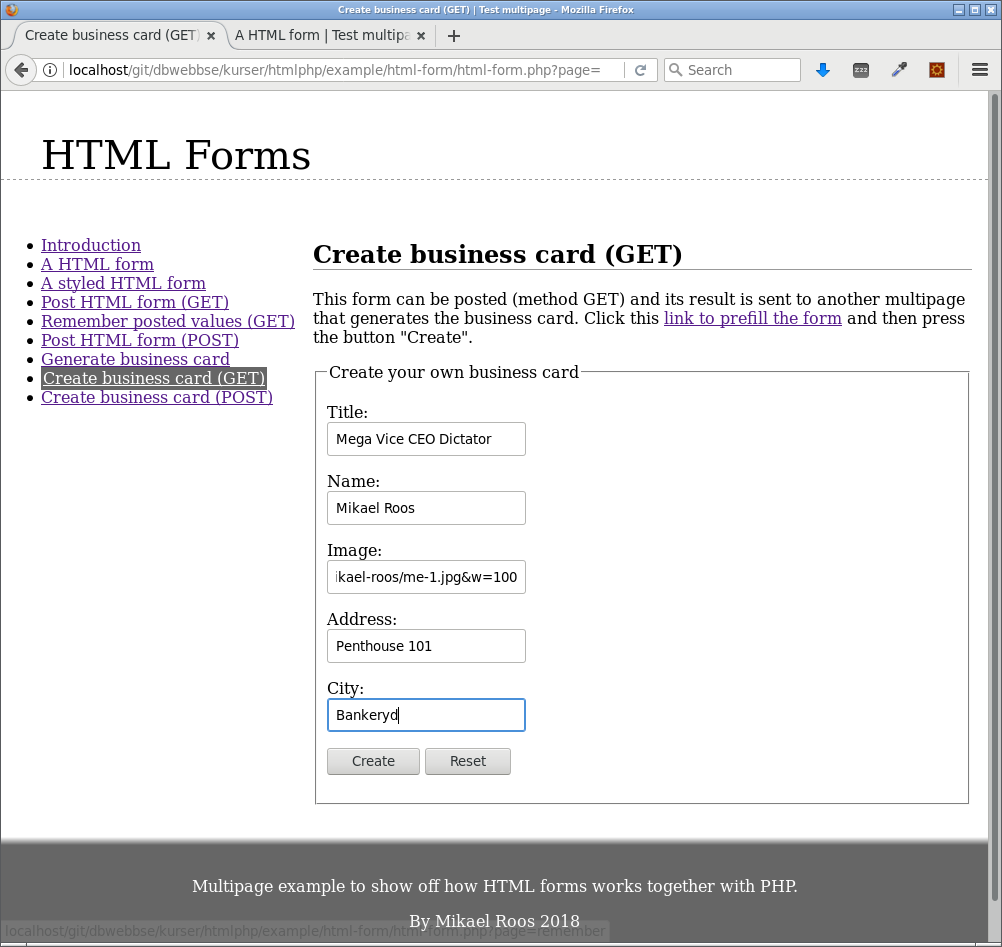 Create business card (GET) | Test multipage - Mozilla Firefox
Create business card (GET)
A HTML form | Test multipa
localhost/git/dbwebbse/kurser/htmlphp/example/html-form/html-form.php?page=
Search
zzz
HTML Forms
Introduction
A HTML form
A styled HTML form
Post HTML form (GET)
Remember posted values (GET)
Post HTML form (POST)
Generate business card
Create business card (GET)
Create business card (POST)
Create business card (GET)
This form can be posted (method GET) and its result is sent to another multipage
that generates the business card. Click this link to prefill the form and then press
the button "Create".
Create your own business card
Title:
Mega Vice CEO Dictator
Name:
Mikael Roos
Image:
ikael-roos/me-1.jpg&w=100
Address:
Penthouse 101
City:
Bankeryd
Create Reset
Multipage example to show off how HTML forms works together with PHP.
By Mikael Roos 2018
localhost/git/dbwebbse/kurser/htmlphp/example/html-form/html-form.php?page=remember